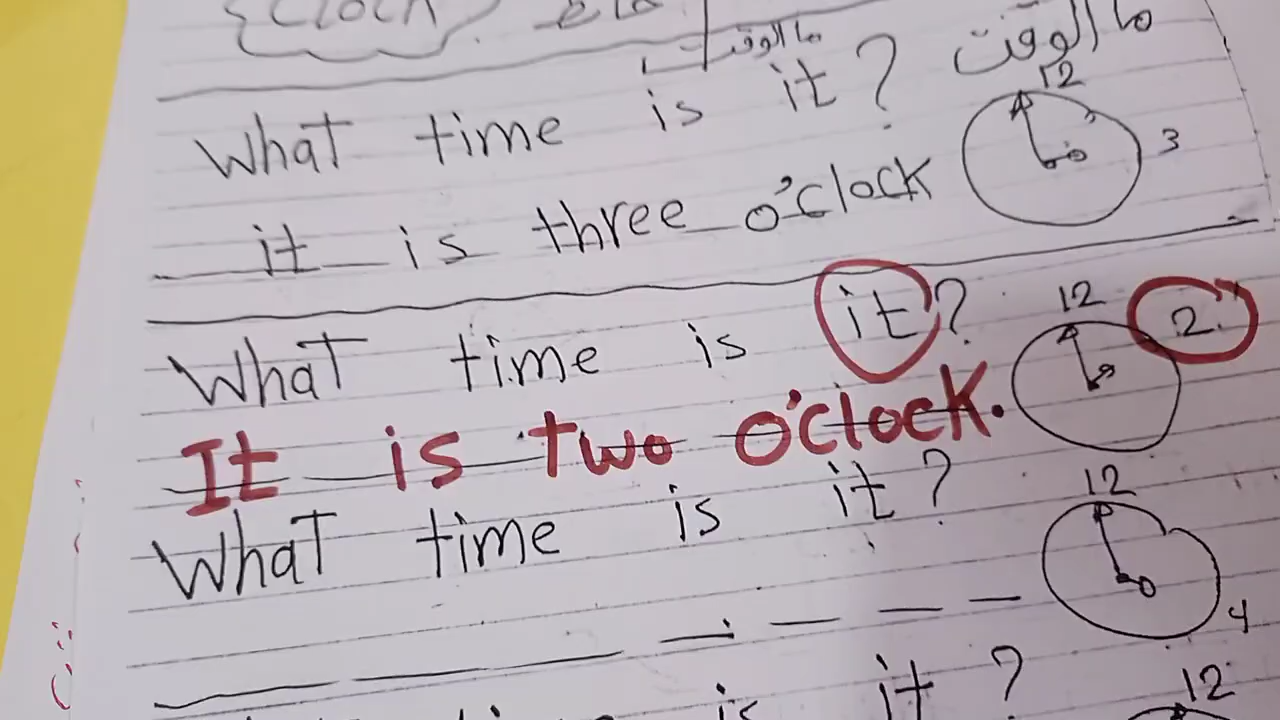 CLOCK
ما الوقت ما الوقت
What time is it? 12
3
it is three o'clock
What time is it? 12 2
It is two o'clock.
What time is it? 12
4
is it? 12